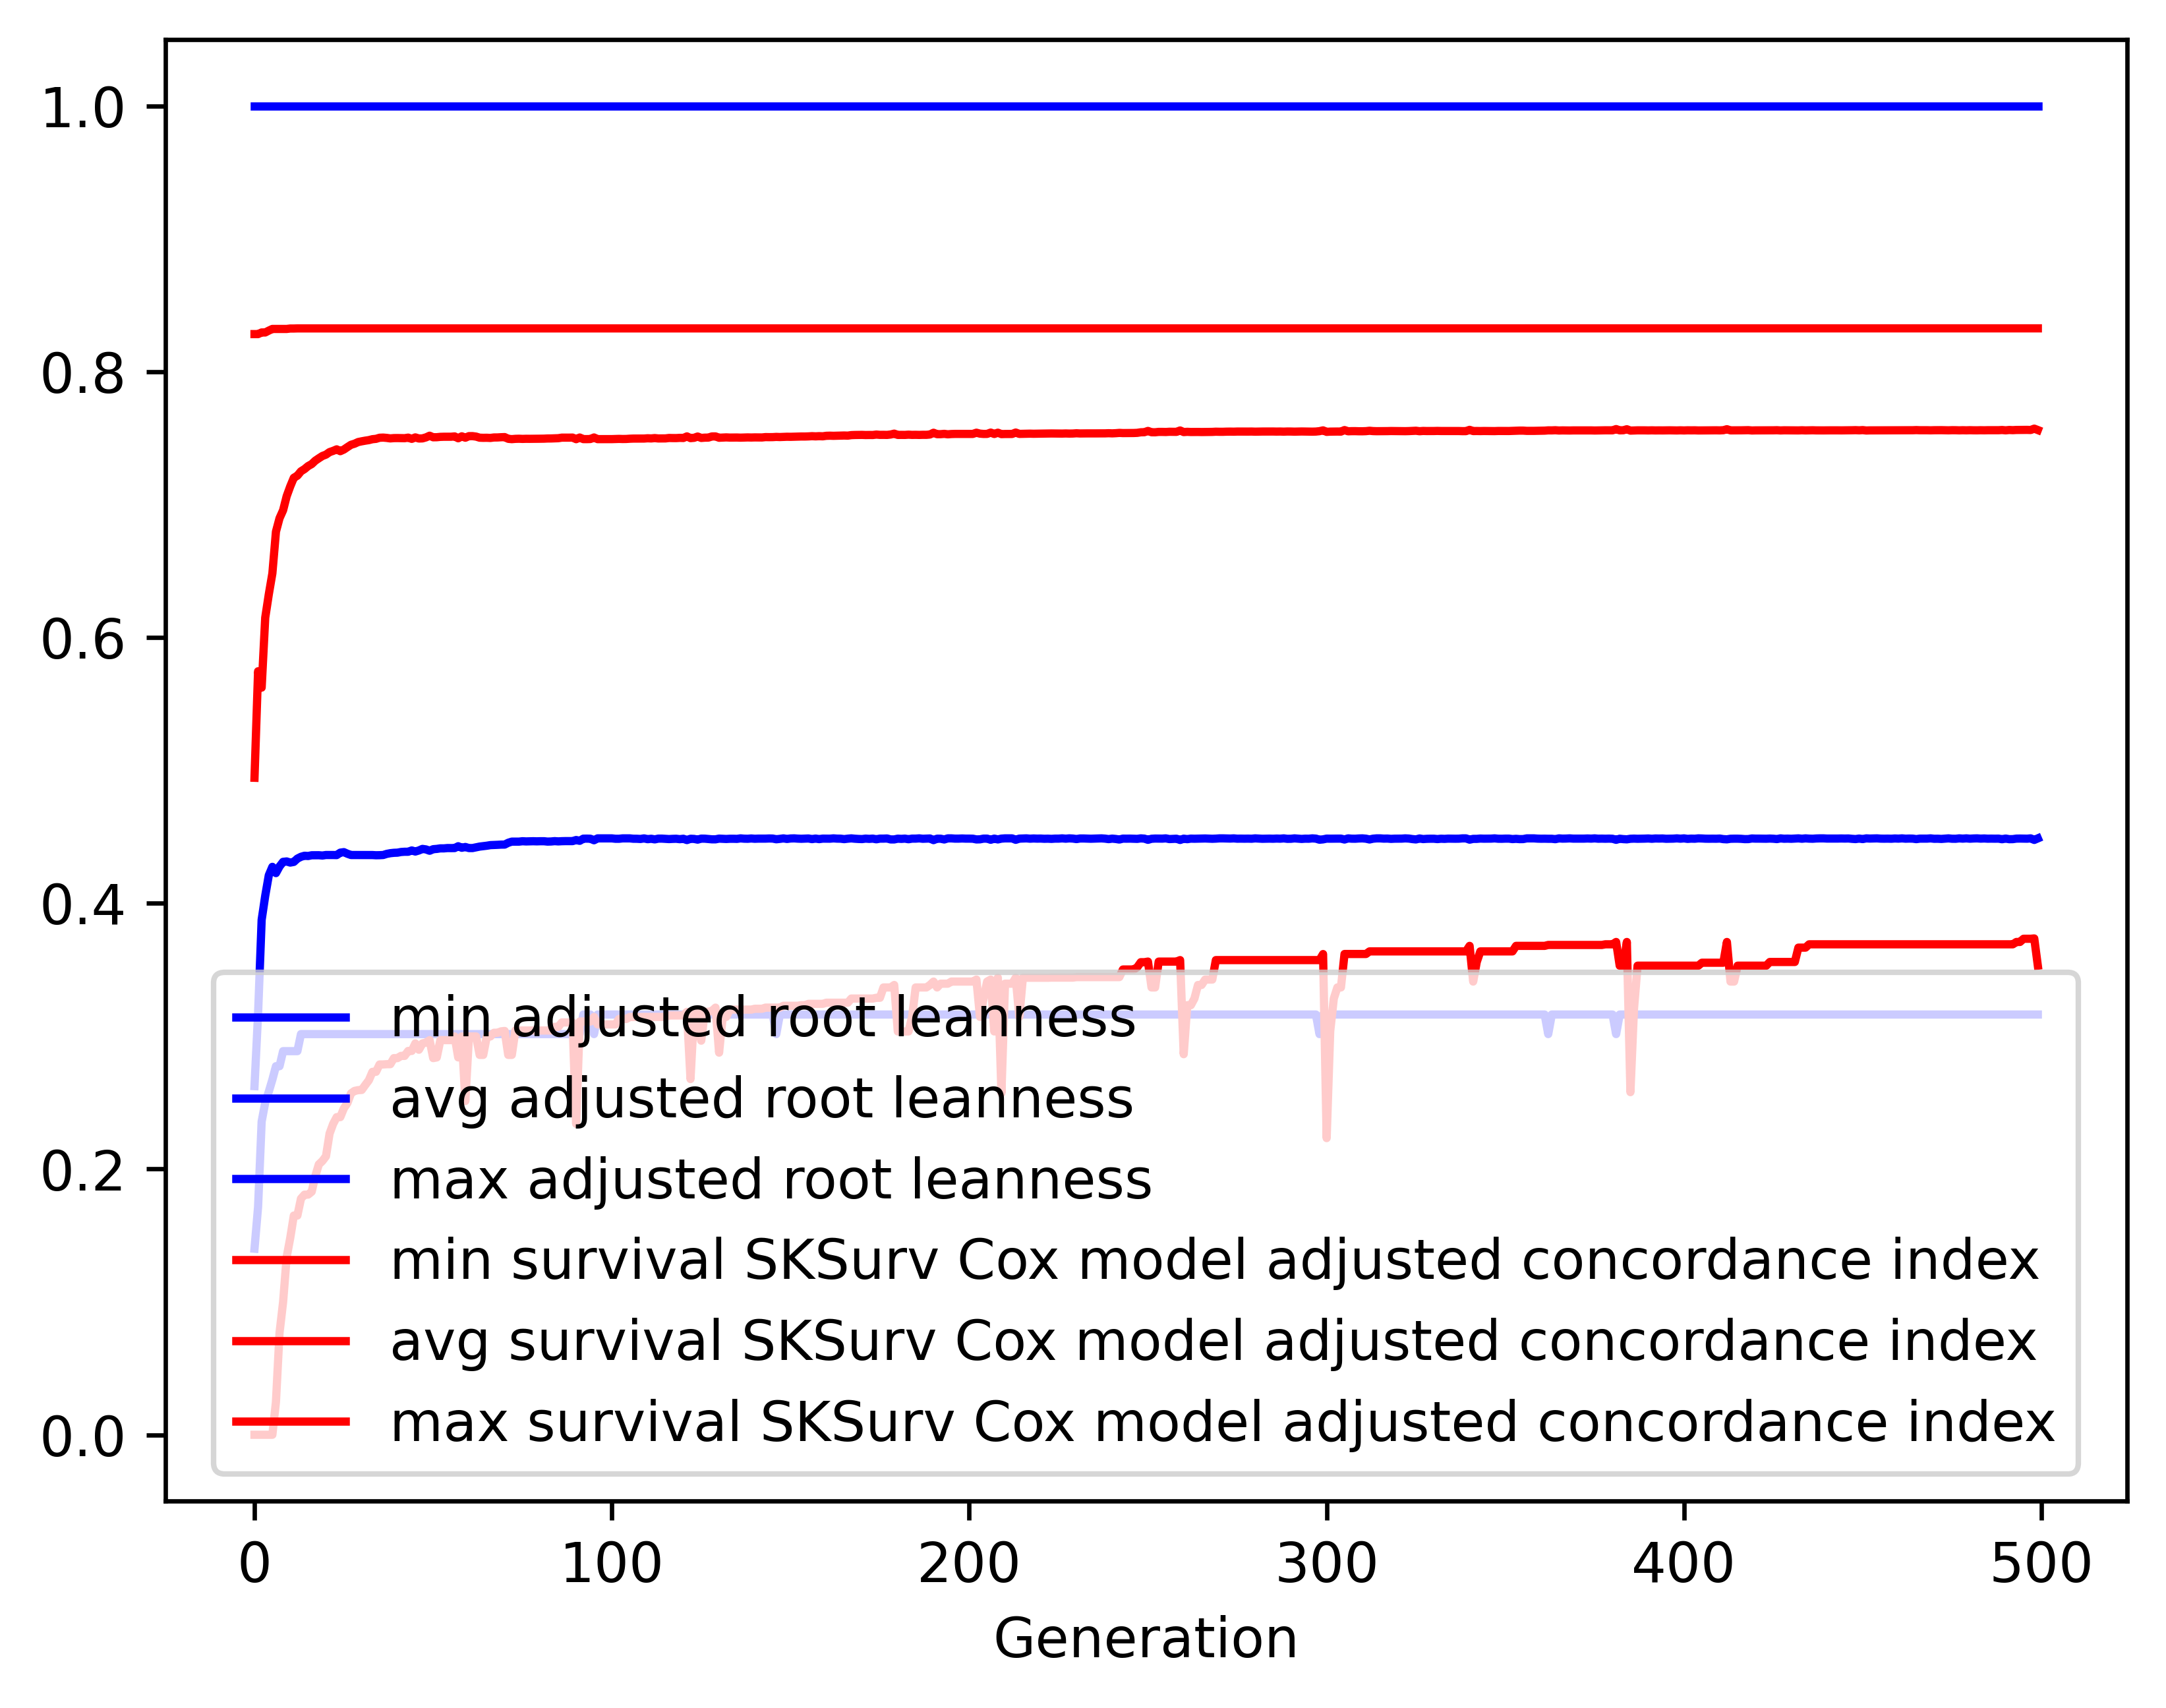 1.0
0.8
0.6
0.4
0.2
0.0
min adjusted root leanness
avg adjusted root leanness
max adjusted root leanness
min survival SKSurv Cox model adjusted concordance index
avg survival SKSurv Cox model adjusted concordance index
max survival SKSurv Cox model adjusted concordance index
0 100 200 300 400 500
Generation